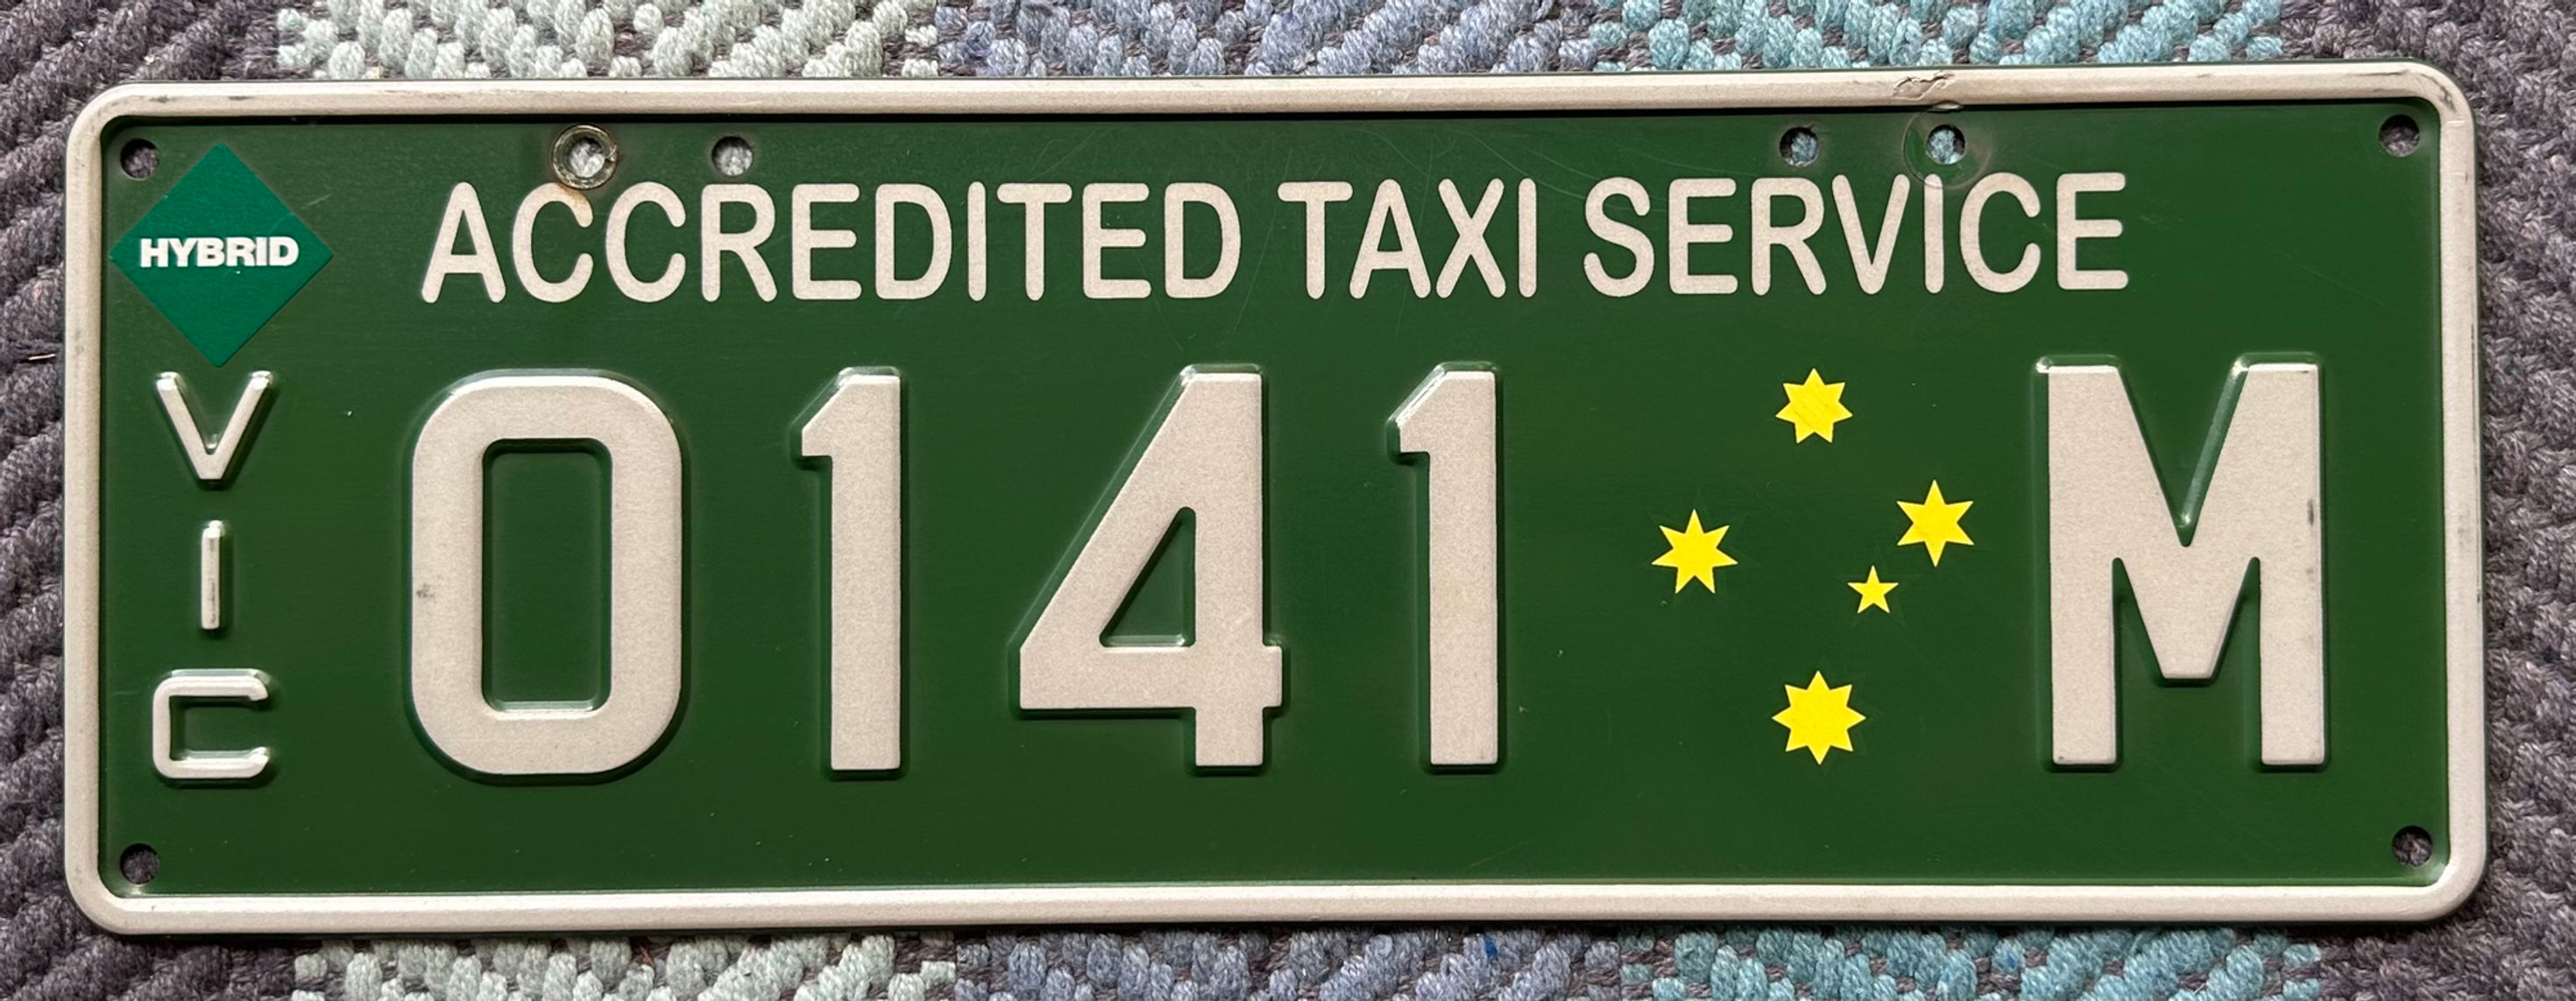 HYBRID
ACCREDITED TAXI SERVICE
VIC
0141 M